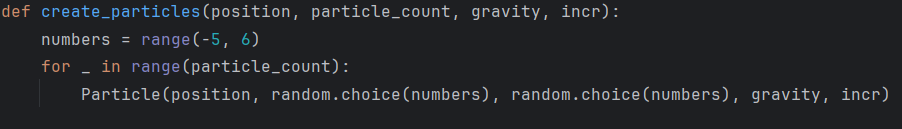 def create_particles(position, particle_count, gravity, incr):
    numbers = range(-5, 6)
    for _ in range(particle_count):
        Particle(position, random.choice(numbers), random.choice(numbers), gravity, incr)